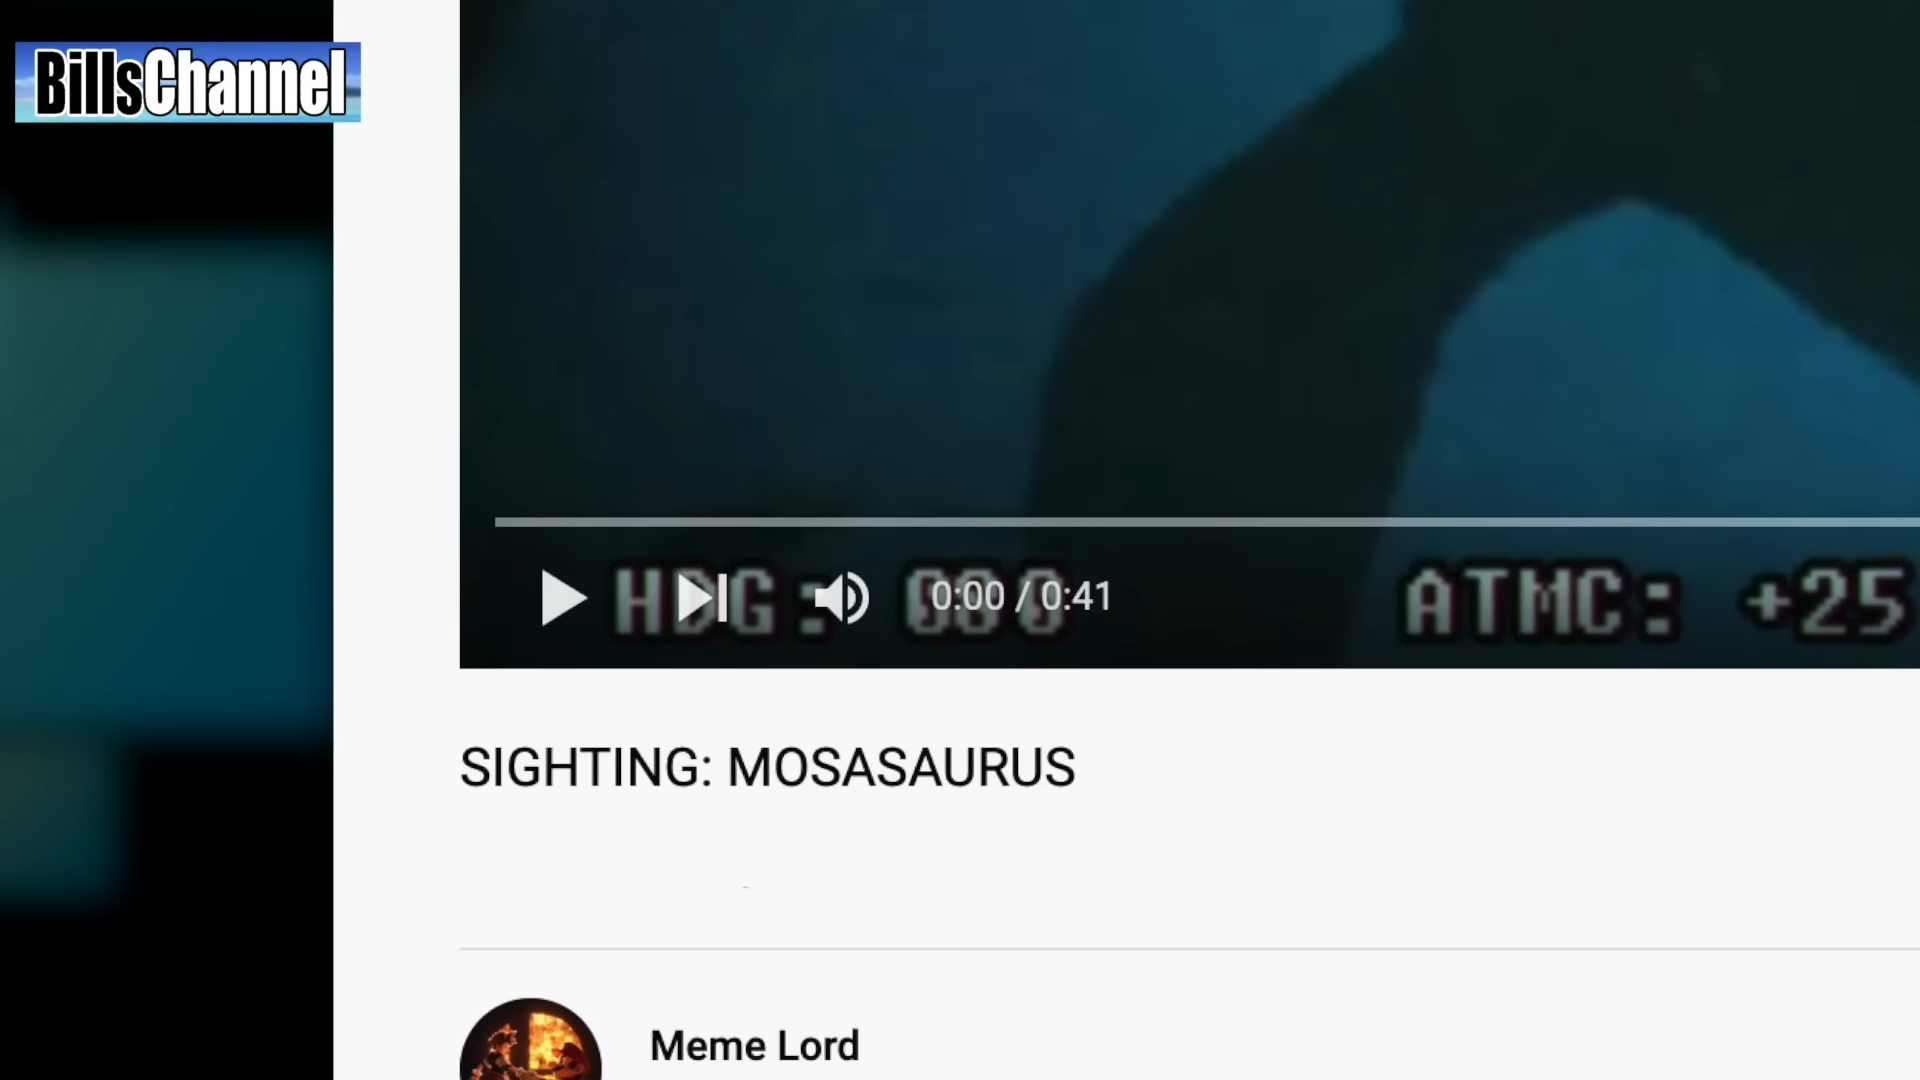 BillsChannel
HDG:
0:00 / 0:41
ATMC: +25
SIGHTING: MOSASAURUS
Meme Lord